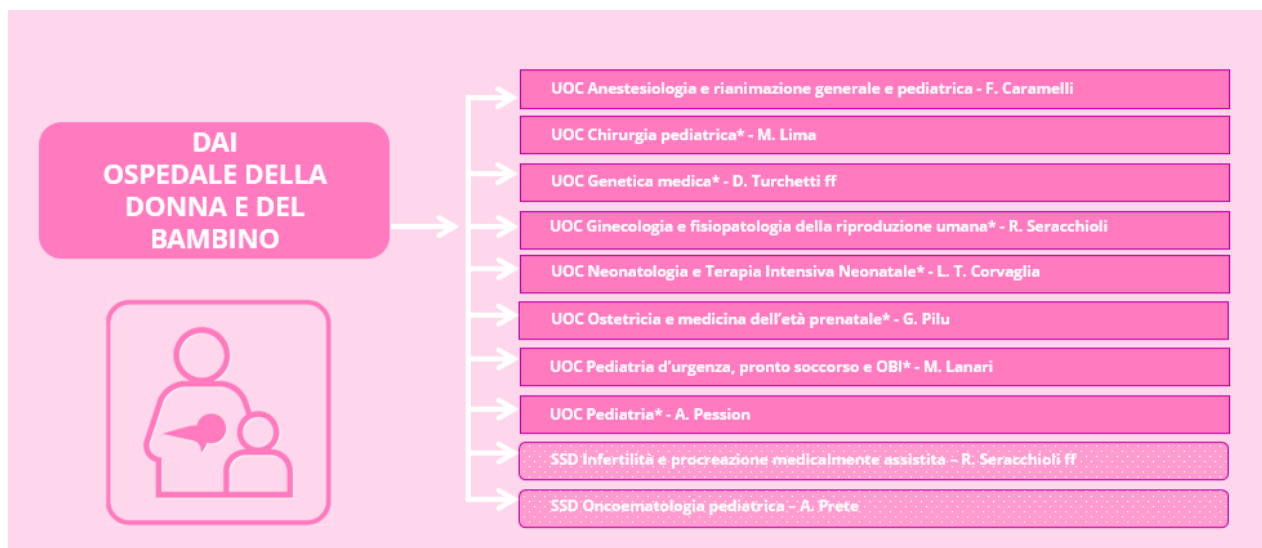 DAI
OSPEDALE DELLA
DONNA E DEL
BAMBINO
UOC Anestesiologia e rianimazione generale e pediatrica - F. Caramelli
UOC Chirurgia pediatrica* - M. Lima
UOC Genetica medica* - D. Turchetti ff
UOC Ginecologia e fisiopatologia della riproduzione umana* - R. Seracchioli
UOC Neonatologia e Terapia Intensiva Neonatale* - L. T. Corvaglia
UOC Ostetricia e medicina dell’età prenatale* - G. Pilu
UOC Pediatria d’urgenza, pronto soccorso e OBI* - M. Lanari
UOC Pediatria* - A. Pession
SSD Infertilità e procreazione medicalmente assistita – R. Seracchioli ff
SSD Oncoematologia pediatrica – A. Prete